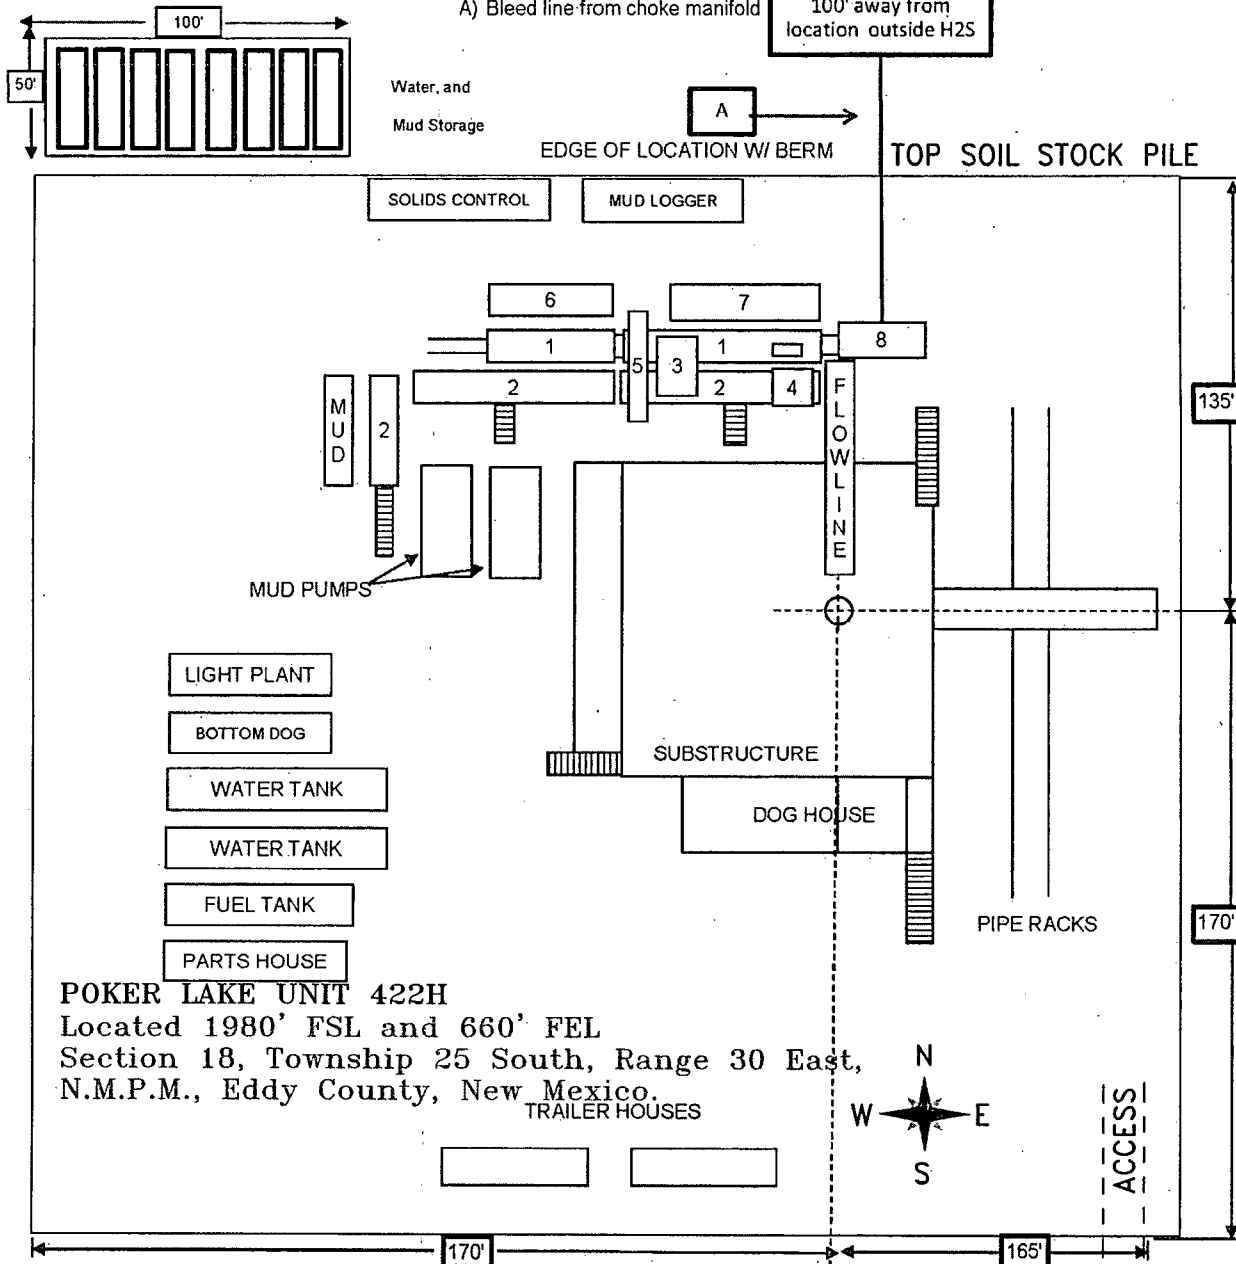 A) Bleed line from choke manifold
100' away from
location outside H2S
100'
50'
Water, and
Mud Storage
A
EDGE OF LOCATION W/ BERM
TOP SOIL STOCK PILE
SOLIDS CONTROL
MUD LOGGER
6
7
1
1
8
5
3
2
2
4
MUD
2
FLOWLINE
135'
MUD PUMPS
LIGHT PLANT
BOTTOM DOG
WATER TANK
WATER TANK
FUEL TANK
PARTS HOUSE
SUBSTRUCTURE
DOG HOUSE
PIPE RACKS
170'
POKER LAKE UNIT 422H
Located 1980' FSL and 660' FEL
Section 18, Township 25 South, Range 30 East,
N.M.P.M., Eddy County, New Mexico.
TRAILER HOUSES
N
W
E
S
ACCESS
170'
165'